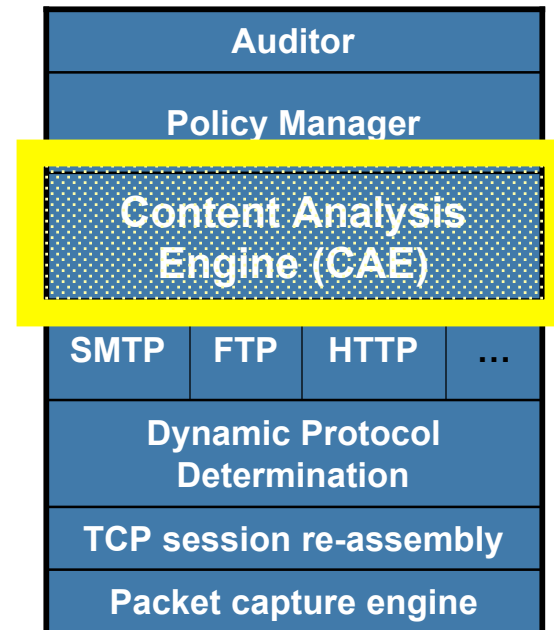 Auditor
Policy Manager
Content Analysis
Engine (CAE)
SMTP FTP HTTP ...
Dynamic Protocol
Determination
TCP session re-assembly
Packet capture engine